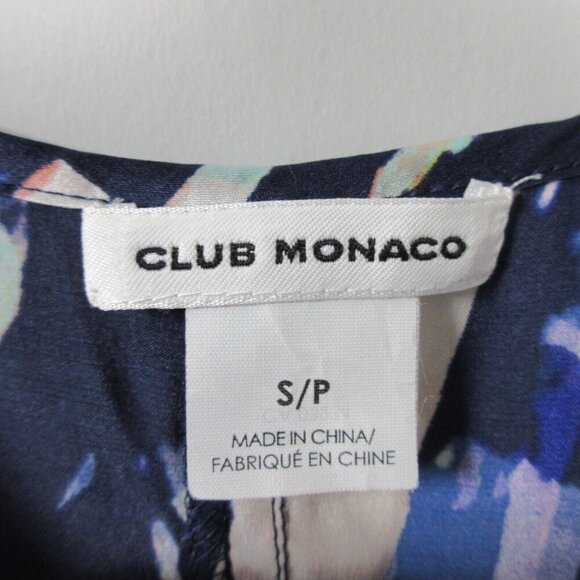 CLUB MONACO
S/P
MADE IN CHINA/
FABRIQUÉ EN CHINE